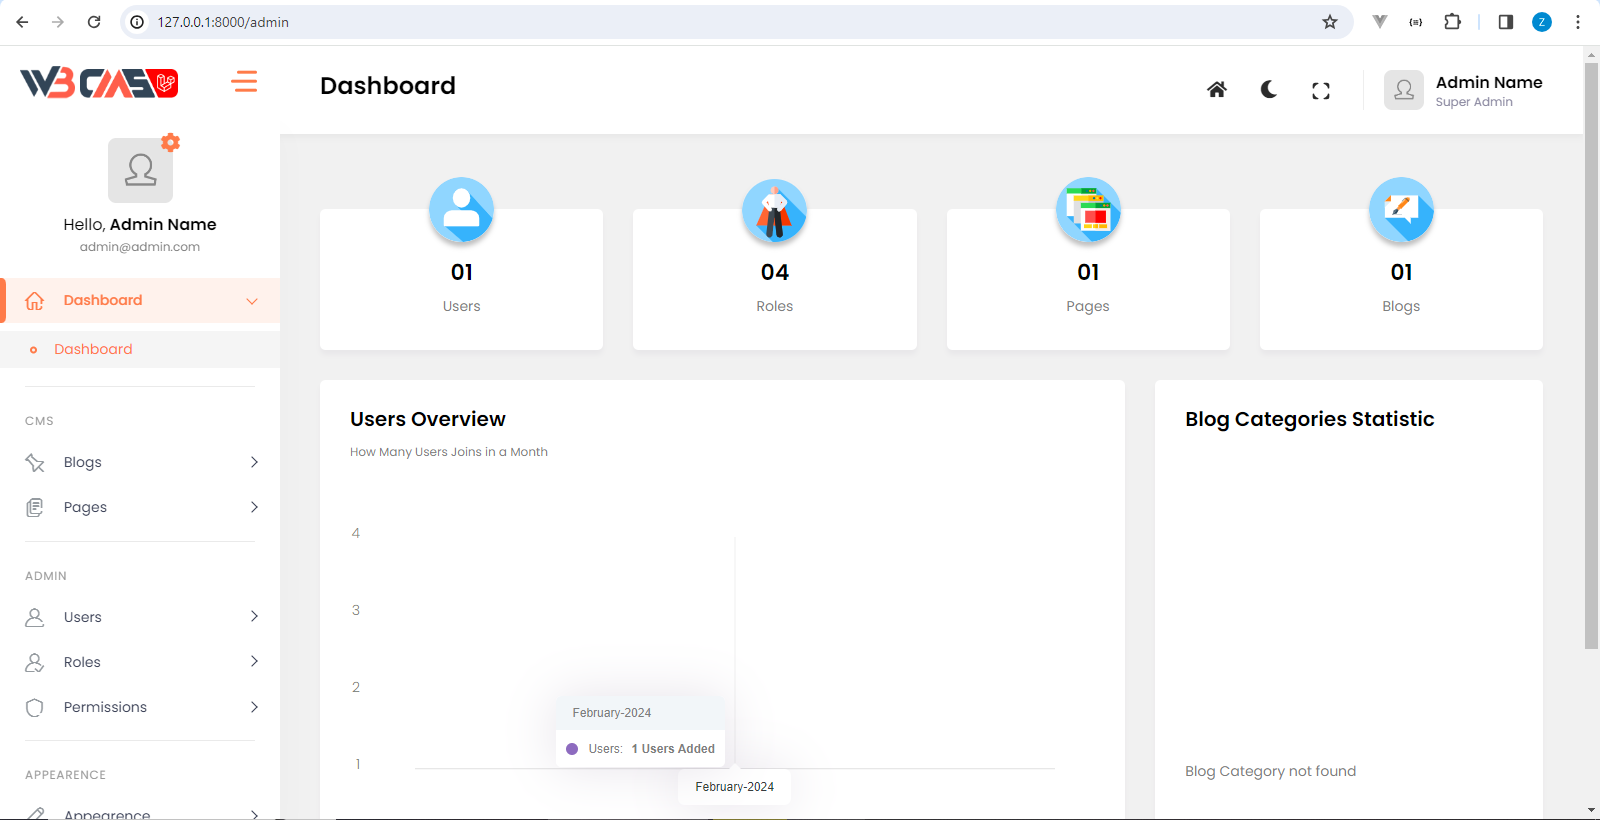 127.0.0.1:8000/admin
Z
W3 CMS
Dashboard
Admin Name
Super Admin
Hello, Admin Name
admin@admin.com
Dashboard
Dashboard
CMS
Blogs
Pages
ADMIN
Users
Roles
Permissions
APPEARENCE
Appearence
01
Users
04
Roles
01
Pages
01
Blogs
Users Overview
How Many Users Joins in a Month
4
3
2
1
February-2024
Users: 1 Users Added
February-2024
Blog Categories Statistic
Blog Category not found